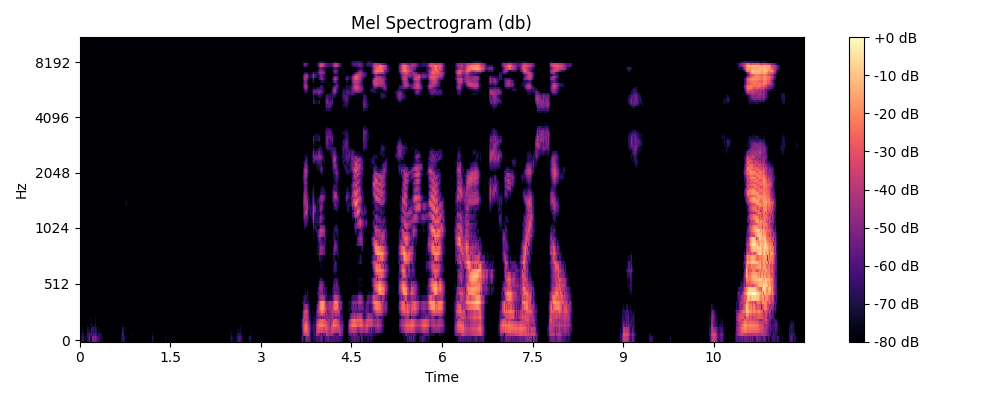 Mel Spectrogram (db)
8192
4096
2048
1024
512
0
Hz
0 1.5 3 4.5 6 7.5 9 10
Time
+0 dB
-10 dB
-20 dB
-30 dB
-40 dB
-50 dB
-60 dB
-70 dB
-80 dB